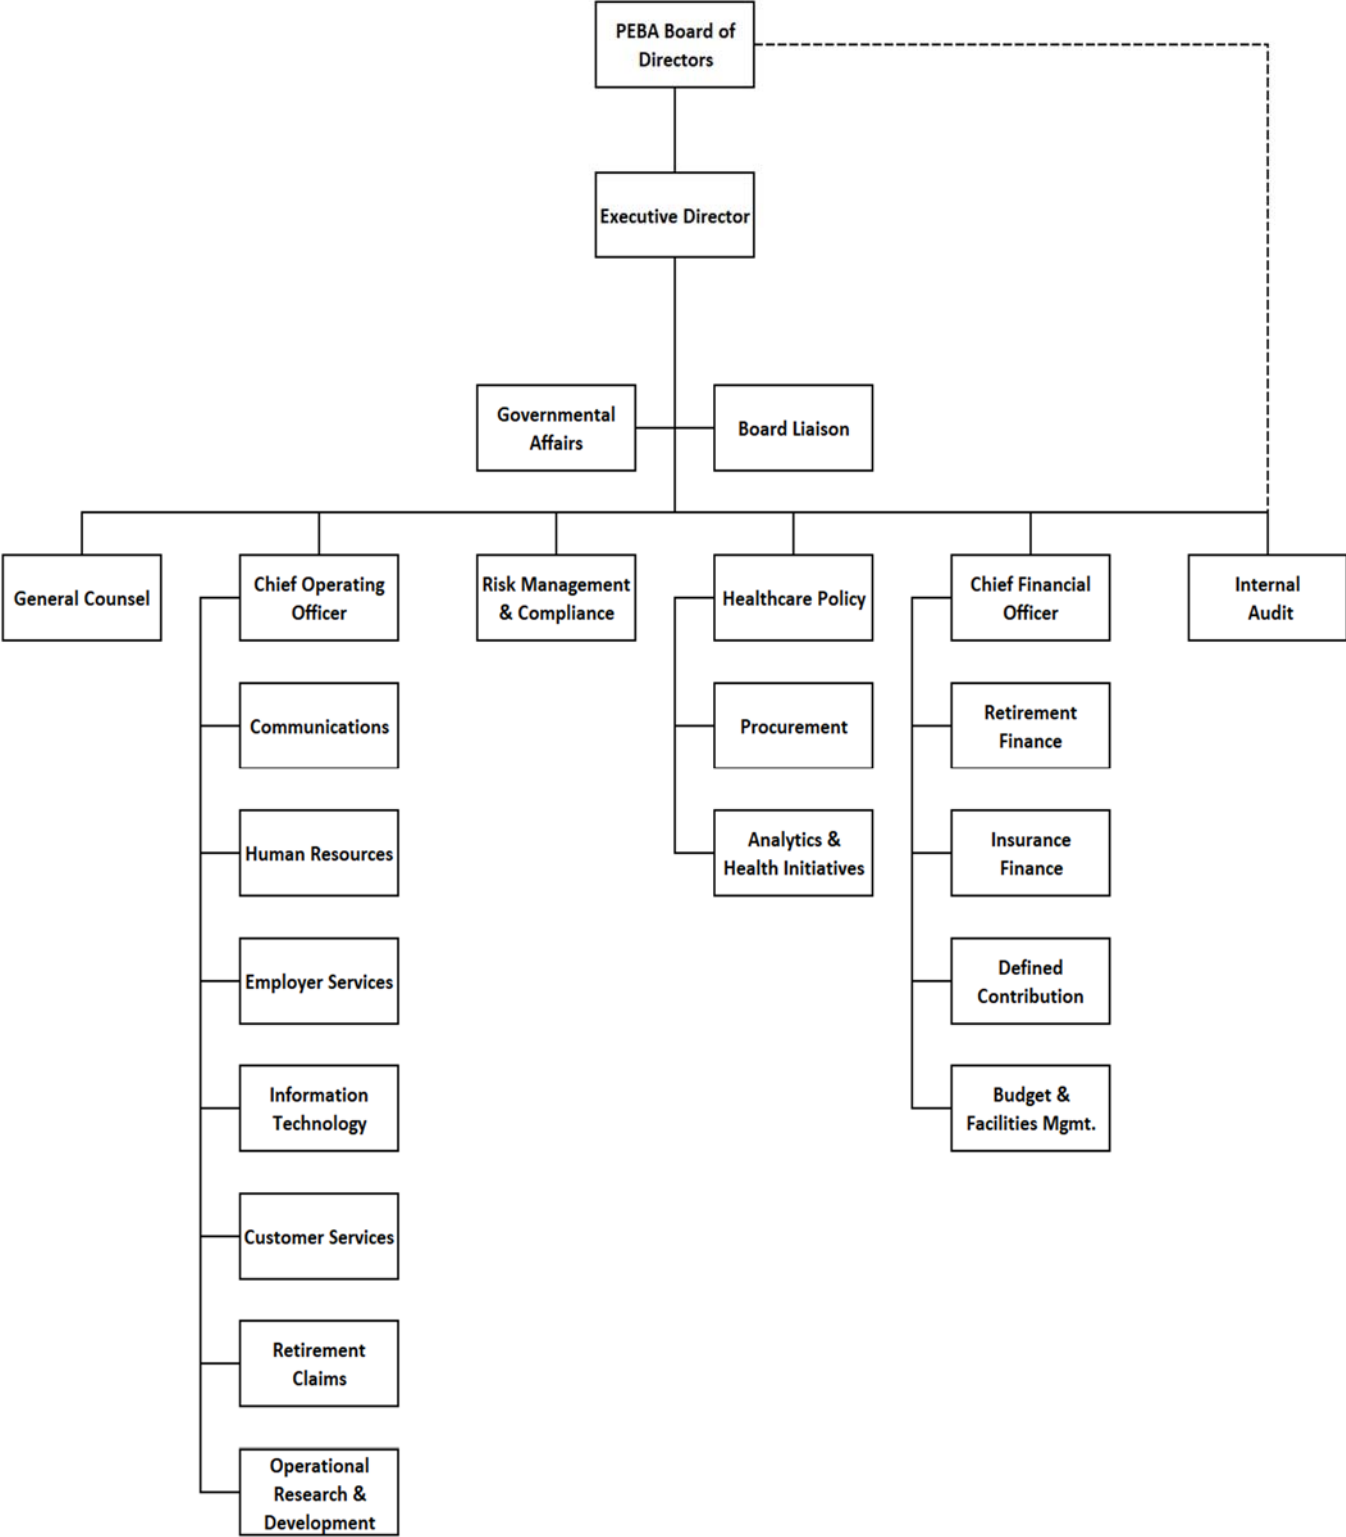 PEBA Board of
Directors
Executive Director
Governmental
Affairs
Board Liaison
General Counsel
Chief Operating
Officer
Risk Management
& Compliance
Healthcare Policy
Chief Financial
Officer
Internal
Audit
Communications
Procurement
Retirement
Finance
Human Resources
Analytics &
Health Initiatives
Insurance
Finance
Employer Services
Defined
Contribution
Information
Technology
Budget &
Facilities Mgmt.
Customer Services
Retirement
Claims
Operational
Research &
Development